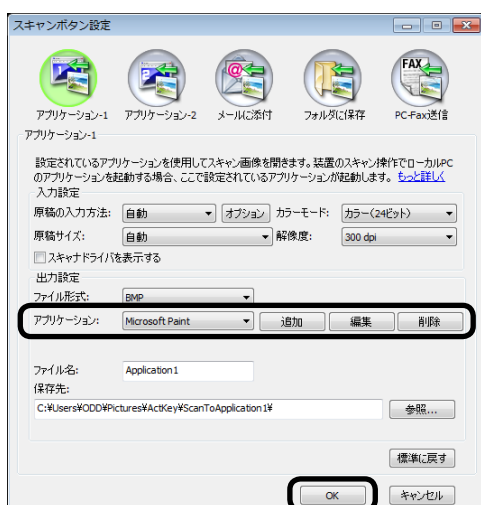 スキャンボタン設定
FAX
アプリケーション-1 アプリケーション-2 メールに添付 フォルダに保存 PC-Fax送信
アプリケーション-1
設定されているアプリケーションを使用してスキャン画像を開きます。装置のスキャン操作でローカルPC
のアプリケーションを起動する場合、ここで設定されているアプリケーションが起動します。 もっと詳しく
入力設定
原稿の入力方法: 自動 オプション カラーモード: カラー(24ビット)
原稿サイズ: 自動 解像度: 300 dpi
スキャナドライバを表示する
出力設定
ファイル形式: BMP
アプリケーション: Microsoft Paint 追加 編集 削除
ファイル名: Application1
保存先:
C:¥Users¥ODD¥Pictures¥ActKey¥ScanToApplication1¥ 参照...
標準に戻す
OK キャンセル